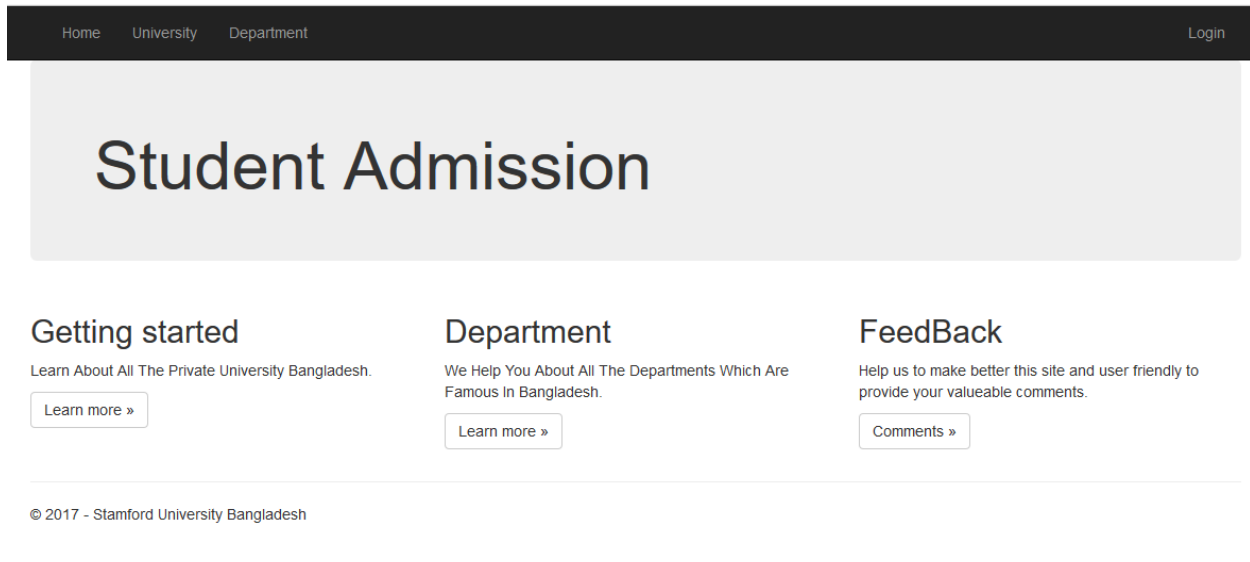 Home University Department Login
Student Admission
Getting started
Learn About All The Private University Bangladesh.
Learn more »
Department
We Help You About All The Departments Which Are
Famous In Bangladesh.
Learn more »
FeedBack
Help us to make better this site and user friendly to
provide your valueable comments.
Comments »
© 2017 - Stamford University Bangladesh